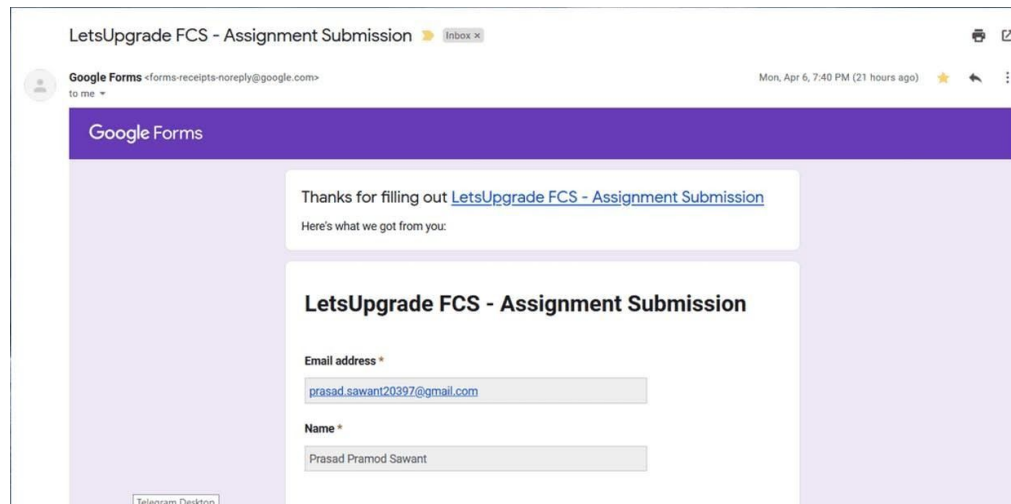 LetsUpgrade FCS - Assignment Submission Inbox ×
Google Forms <forms-receipts-noreply@google.com>
Mon, Apr 6, 7:40 PM (21 hours ago)
to me
Google Forms
Thanks for filling out LetsUpgrade FCS - Assignment Submission
Here's what we got from you:
LetsUpgrade FCS - Assignment Submission
Email address *
prasad.sawant20397@gmail.com
Name *
Prasad Pramod Sawant
Telegram Desktop